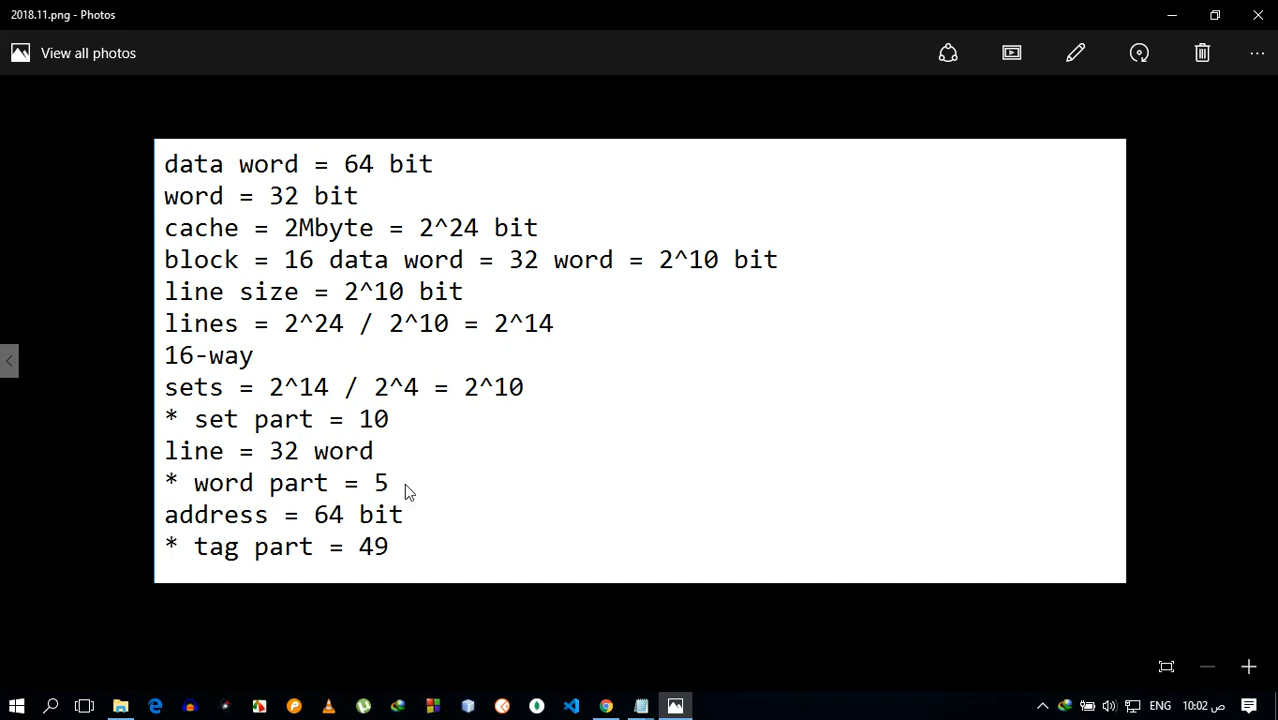 2018.11.png - Photos
View all photos
data word = 64 bit
word = 32 bit
cache = 2Mbyte = 2^24 bit
block = 16 data word = 32 word = 2^10 bit
line size = 2^10 bit
lines = 2^24 / 2^10 = 2^14
16-way
sets = 2^14 / 2^4 = 2^10
* set part = 10
line = 32 word
* word part = 5
address = 64 bit
* tag part = 49
ENG 10:02 ص